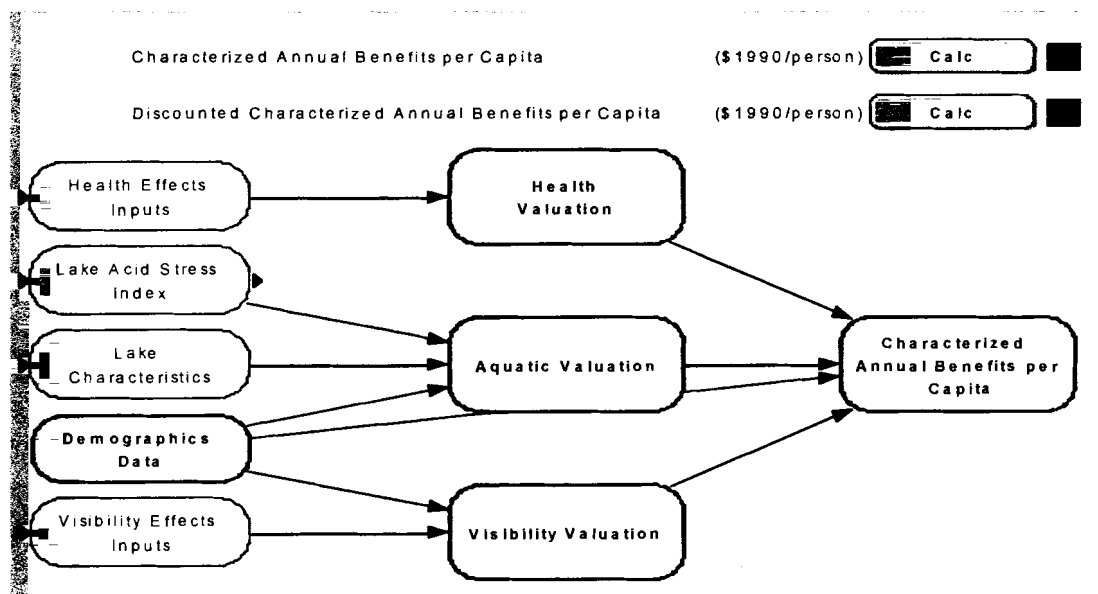 Characterized Annual Benefits per Capita ($1990/person) Calc
Discounted Characterized Annual Benefits per Capita ($1990/person) Calc
Health Effects
Inputs
Health
Valuation
Lake Acid Stress
Index
Lake
Characteristics
Aquatic Valuation
Characterized
Annual Benefits per
Capita
Demographics
Data
Visibility Effects
Inputs
Visibility Valuation